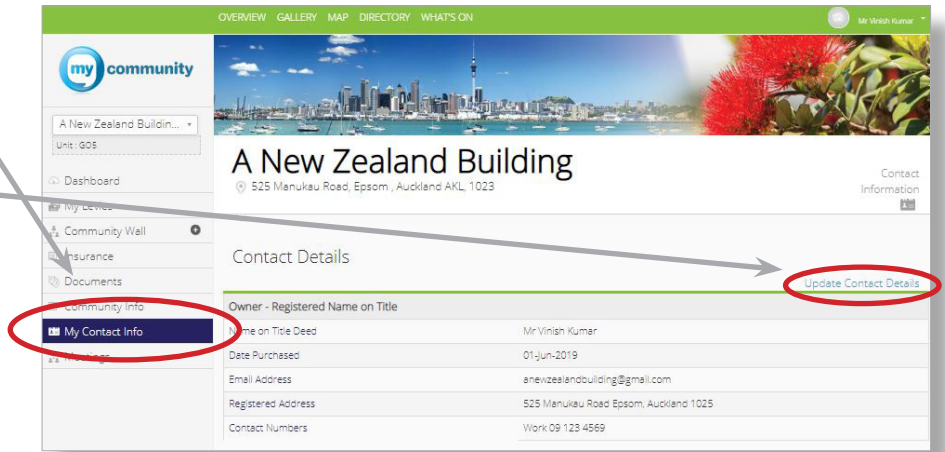 OVERVIEW GALLERY MAP DIRECTORY WHAT'S ON
Mr Vinish Kumar
my community
A New Zealand Buildin...
Unit : G05
Dashboard
My Levies
Community Wall
Insurance
Documents
Community Info
My Contact Info
Meetings
A New Zealand Building
525 Manukau Road, Epsom , Auckland AKL, 1023
Contact
Information
Contact Details
Update Contact Details
Owner - Registered Name on Title
Name on Title Deed Mr Vinish Kumar
Date Purchased 01-Jun-2019
Email Address anewzealandbuilding@gmail.com
Registered Address 525 Manukau Road Epsom, Auckland 1025
Contact Numbers Work 09 123 4569